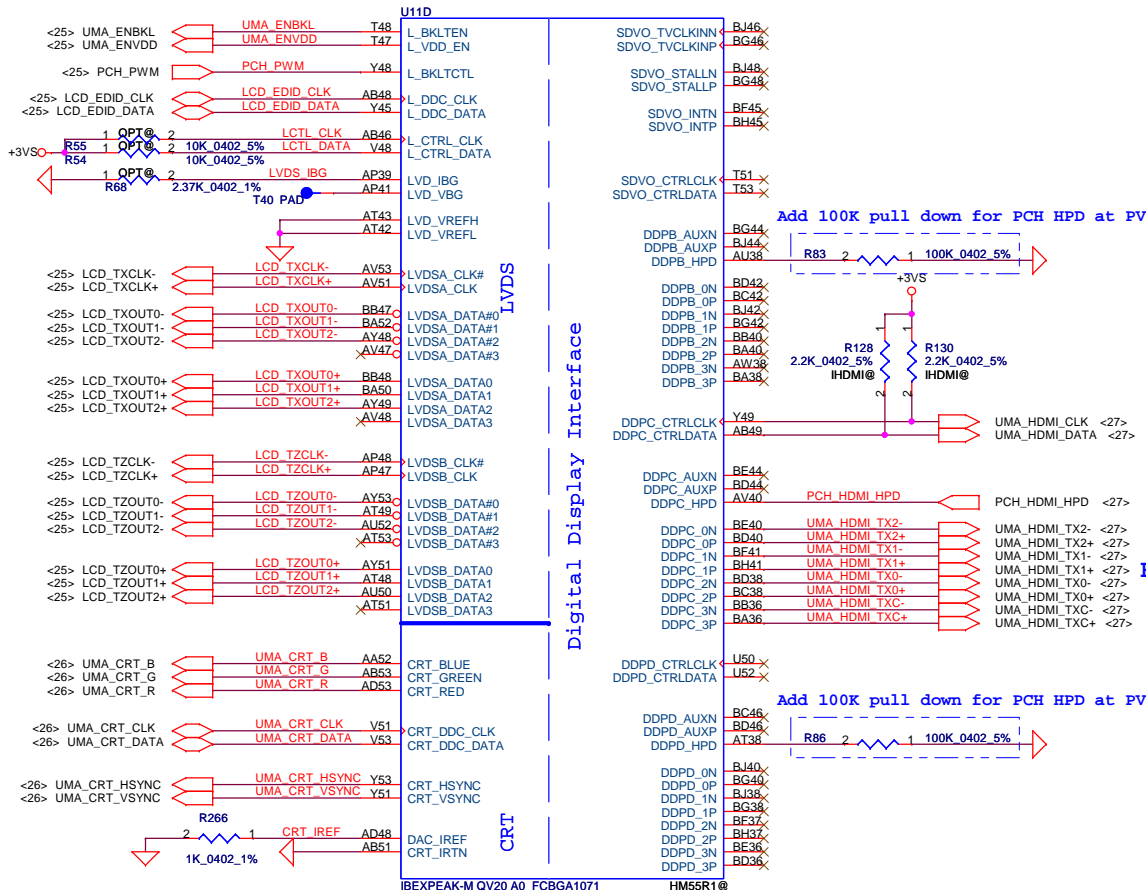 U11D
<25> UMA_ENBKL UMA_ENBKL T48 L_BKLTEN
<25> UMA_ENVDD UMA_ENVDD T47 L_VDD_EN
<25> PCH_PWM PCH_PWM Y48 L_BKLTCTL
<25> LCD_EDID_CLK LCD_EDID_CLK AB48 L_DDC_CLK
<25> LCD_EDID_DATA LCD_EDID_DATA Y45 L_DDC_DATA
+3VS R55 1 OPT@ 2 10K_0402_5% LCTL_CLK AB46 L_CTRL_CLK
R54 1 OPT@ 2 10K_0402_5% LCTL_DATA V48 L_CTRL_DATA
R68 1 OPT@ 2 2.37K_0402_1% LVDS_IBG AP39 LVD_IBG
T40 PAD AP41 LVD_VBG
AT43 LVD_VREFH
AT42 LVD_VREFL
<25> LCD_TXCLK- LCD_TXCLK- AV53 LVDSA_CLK#
<25> LCD_TXCLK+ LCD_TXCLK+ AV51 LVDSA_CLK
<25> LCD_TXOUT0- LCD_TXOUT0- BB47 LVDSA_DATA#0
<25> LCD_TXOUT1- LCD_TXOUT1- BA52 LVDSA_DATA#1
<25> LCD_TXOUT2- LCD_TXOUT2- AY48 LVDSA_DATA#2
AV47 LVDSA_DATA#3
<25> LCD_TXOUT0+ LCD_TXOUT0+ BB48 LVDSA_DATA0
<25> LCD_TXOUT1+ LCD_TXOUT1+ BA50 LVDSA_DATA1
<25> LCD_TXOUT2+ LCD_TXOUT2+ AY49 LVDSA_DATA2
AV48 LVDSA_DATA3
<25> LCD_TZCLK- LCD_TZCLK- AP48 LVDSB_CLK#
<25> LCD_TZCLK+ LCD_TZCLK+ AP47 LVDSB_CLK
<25> LCD_TZOUT0- LCD_TZOUT0- AY53 LVDSB_DATA#0
<25> LCD_TZOUT1- LCD_TZOUT1- AT49 LVDSB_DATA#1
<25> LCD_TZOUT2- LCD_TZOUT2- AU52 LVDSB_DATA#2
AT53 LVDSB_DATA#3
<25> LCD_TZOUT0+ LCD_TZOUT0+ AY51 LVDSB_DATA0
<25> LCD_TZOUT1+ LCD_TZOUT1+ AT48 LVDSB_DATA1
<25> LCD_TZOUT2+ LCD_TZOUT2+ AU50 LVDSB_DATA2
AT51 LVDSB_DATA3
<26> UMA_CRT_B UMA_CRT_B AA52 CRT_BLUE
<26> UMA_CRT_G UMA_CRT_G AB53 CRT_GREEN
<26> UMA_CRT_R UMA_CRT_R AD53 CRT_RED
<26> UMA_CRT_CLK UMA_CRT_CLK V51 CRT_DDC_CLK
<26> UMA_CRT_DATA UMA_CRT_DATA V53 CRT_DDC_DATA
<26> UMA_CRT_HSYNC UMA_CRT_HSYNC Y53 CRT_HSYNC
<26> UMA_CRT_VSYNC UMA_CRT_VSYNC Y51 CRT_VSYNC
R266 2 1 1K_0402_1% CRT_IREF AD48 DAC_IREF
AB51 CRT_IRTN
LVDS
CRT
Digital Display Interface
SDVO_TVCLKINN BJ46
SDVO_TVCLKINP BG46
SDVO_STALLN BJ48
SDVO_STALLP BG48
SDVO_INTN BF45
SDVO_INTP BH45
SDVO_CTRLCLK T51
SDVO_CTRLDATA T53
Add 100K pull down for PCH HPD at PV
DDPB_AUXN BG44
DDPB_AUXP BJ44
DDPB_HPD AU38 R83 2 1 100K_0402_5%
DDPB_0N BD42
DDPB_0P BC42
DDPB_1N BJ42
DDPB_1P BG42
DDPB_2N BB40
DDPB_2P BA40
DDPB_3N AW38
DDPB_3P BA38
+3VS
1 1
R128 R130
2.2K_0402_5% 2.2K_0402_5%
IHDMI@ IHDMI@
2 2
DDPC_CTRLCLK Y49 UMA_HDMI_CLK <27>
DDPC_CTRLDATA AB49 UMA_HDMI_DATA <27>
DDPC_AUXN BE44
DDPC_AUXP BD44
DDPC_HPD AV40 PCH_HDMI_HPD PCH_HDMI_HPD <27>
DDPC_0N BE40 UMA_HDMI_TX2- UMA_HDMI_TX2- <27>
DDPC_0P BD40 UMA_HDMI_TX2+ UMA_HDMI_TX2+ <27>
DDPC_1N BF41 UMA_HDMI_TX1- UMA_HDMI_TX1- <27>
DDPC_1P BH41 UMA_HDMI_TX1+ UMA_HDMI_TX1+ <27>
DDPC_2N BD38 UMA_HDMI_TX0- UMA_HDMI_TX0- <27>
DDPC_2P BC38 UMA_HDMI_TX0+ UMA_HDMI_TX0+ <27>
DDPC_3N BB36 UMA_HDMI_TXC- UMA_HDMI_TXC- <27>
DDPC_3P BA36 UMA_HDMI_TXC+ UMA_HDMI_TXC+ <27>
DDPD_CTRLCLK U50
DDPD_CTRLDATA U52
Add 100K pull down for PCH HPD at PV
DDPD_AUXN BC46
DDPD_AUXP BD46
DDPD_HPD AT38 R86 2 1 100K_0402_5%
DDPD_0N BJ40
DDPD_0P BG40
DDPD_1N BJ38
DDPD_1P BG38
DDPD_2N BF37
DDPD_2P BH37
DDPD_3N BE36
DDPD_3P BD36
IBEXPEAK-M QV20 A0 FCBGA1071 HM55R1@